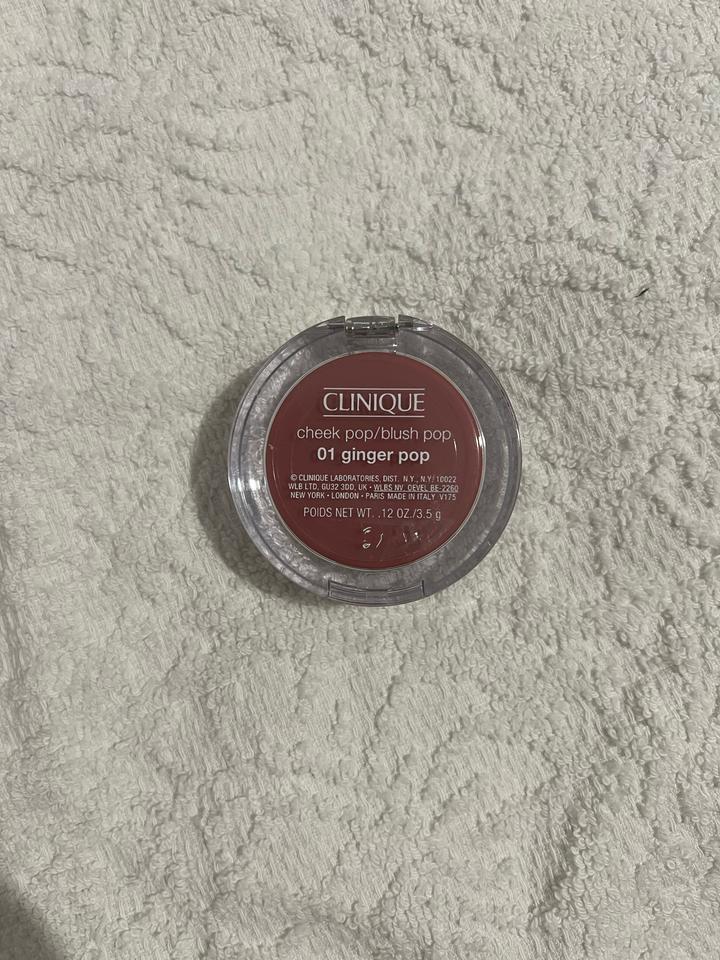 CLINIQUE
cheek pop/blush pop
01 ginger pop
© CLINIQUE LABORATORIES, DIST. N.Y., N.Y. 10022
WLB LTD, GU32 3DD, UK • WLBS NV, OEVEL BE-2260
NEW YORK • LONDON • PARIS MADE IN ITALY V175
POIDS NET WT. .12 OZ./3.5 g